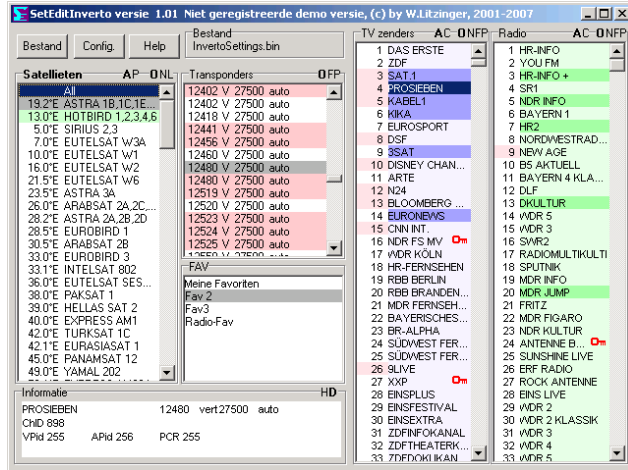 SetEditInverto versie 1.01 Niet geregistreerde demo versie, (c) by W.Litzinger, 2001-2007
Bestand
Config.
Help
Bestand
InvertoSettings.bin
Satellieten AP ONL
All
19.2°E ASTRA 1B,1C,1E...
13.0°E HOTBIRD 1,2,3,4,6
5.0°E SIRIUS 2,3
7.0°E EUTELSAT W3A
10.0°E EUTELSAT W1
16.0°E EUTELSAT W2
21.5°E EUTELSAT W6
23.5°E ASTRA 3A
26.0°E ARABSAT 2A,2C,...
28.2°E ASTRA 2A,2B,2D
28.5°E EUROBIRD 1
30.5°E ARABSAT 2B
33.0°E EUROBIRD 3
33.1°E INTELSAT 802
36.0°E EUTELSAT SES...
38.0°E PAKSAT 1
39.0°E HELLAS SAT 2
40.0°E EXPRESS AM1
42.0°E TURKSAT 1C
42.1°E EURASIASAT 1
45.0°E PANAMSAT 12
49.0°E YAMAL 202
Transponders OFP
12402 V 27500 auto
12402 V 27500 auto
12418 V 27500 auto
12441 V 27500 auto
12456 V 27500 auto
12460 V 27500 auto
12480 V 27500 auto
12480 V 27500 auto
12519 V 27500 auto
12520 V 27500 auto
12523 V 27500 auto
12524 V 27500 auto
12525 V 27500 auto
12550 V 27500 auto
FAV
Meine Favoriten
Fav 2
Fav3
Radio-Fav
Informatie HD
PROSIEBEN 12480 vert27500 auto
ChID 898
VPid 255 APid 256 PCR 255
TV zenders AC ONFP
1 DAS ERSTE
2 ZDF
3 SAT.1
4 PROSIEBEN
5 KABEL1
6 KIKA
7 EUROSPORT
8 DSF
9 3SAT
10 DISNEY CHAN...
11 ARTE
12 N24
13 BLOOMBERG ...
14 EURONEWS
15 CNN INT.
16 NDR FS MV
17 WDR KÖLN
18 HR-FERNSEHEN
19 RBB BERLIN
20 RBB BRANDEN...
21 MDR FERNSEH...
22 BAYERISCHES...
23 BR-ALPHA
24 SÜDWEST FER...
25 SÜDWEST FER...
26 9LIVE
27 XXP
28 EINSPLUS
29 EINSFESTIVAL
30 EINSEXTRA
31 ZDFINFOKANAL
32 ZDFTHEATERK...
33 ZDFDOKUKAN
Radio AC ONFP
1 HR-INFO
2 YOU FM
3 HR-INFO +
4 SR1
5 NDR INFO
6 BAYERN 1
7 HR2
8 NORDWESTRAD...
9 NEW AGE
10 B5 AKTUELL
11 BAYERN 4 KLA...
12 DLF
13 DKULTUR
14 WDR 5
15 WDR 3
16 SWR2
17 RADIOMULTIKULTI
18 SPUTNIK
19 MDR INFO
20 MDR JUMP
21 FRITZ
22 MDR FIGARO
23 NDR KULTUR
24 ANTENNE B...
25 SUNSHINE LIVE
26 ERF RADIO
27 ROCK ANTENNE
28 EINS LIVE
29 WDR 2
30 WDR 2 KLASSIK
31 WDR 3
32 WDR 4
33 WDR 5